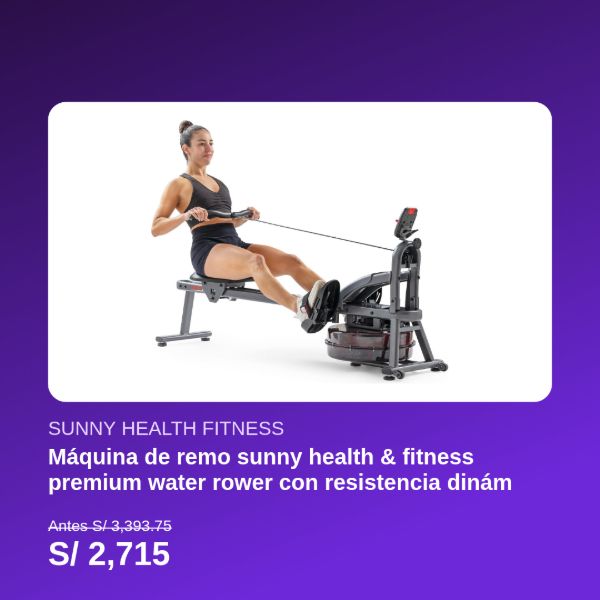 SUNNY HEALTH FITNESS
Máquina de remo sunny health & fitness
premium water rower con resistencia dinám
Antes S/ 3,393.75
S/ 2,715